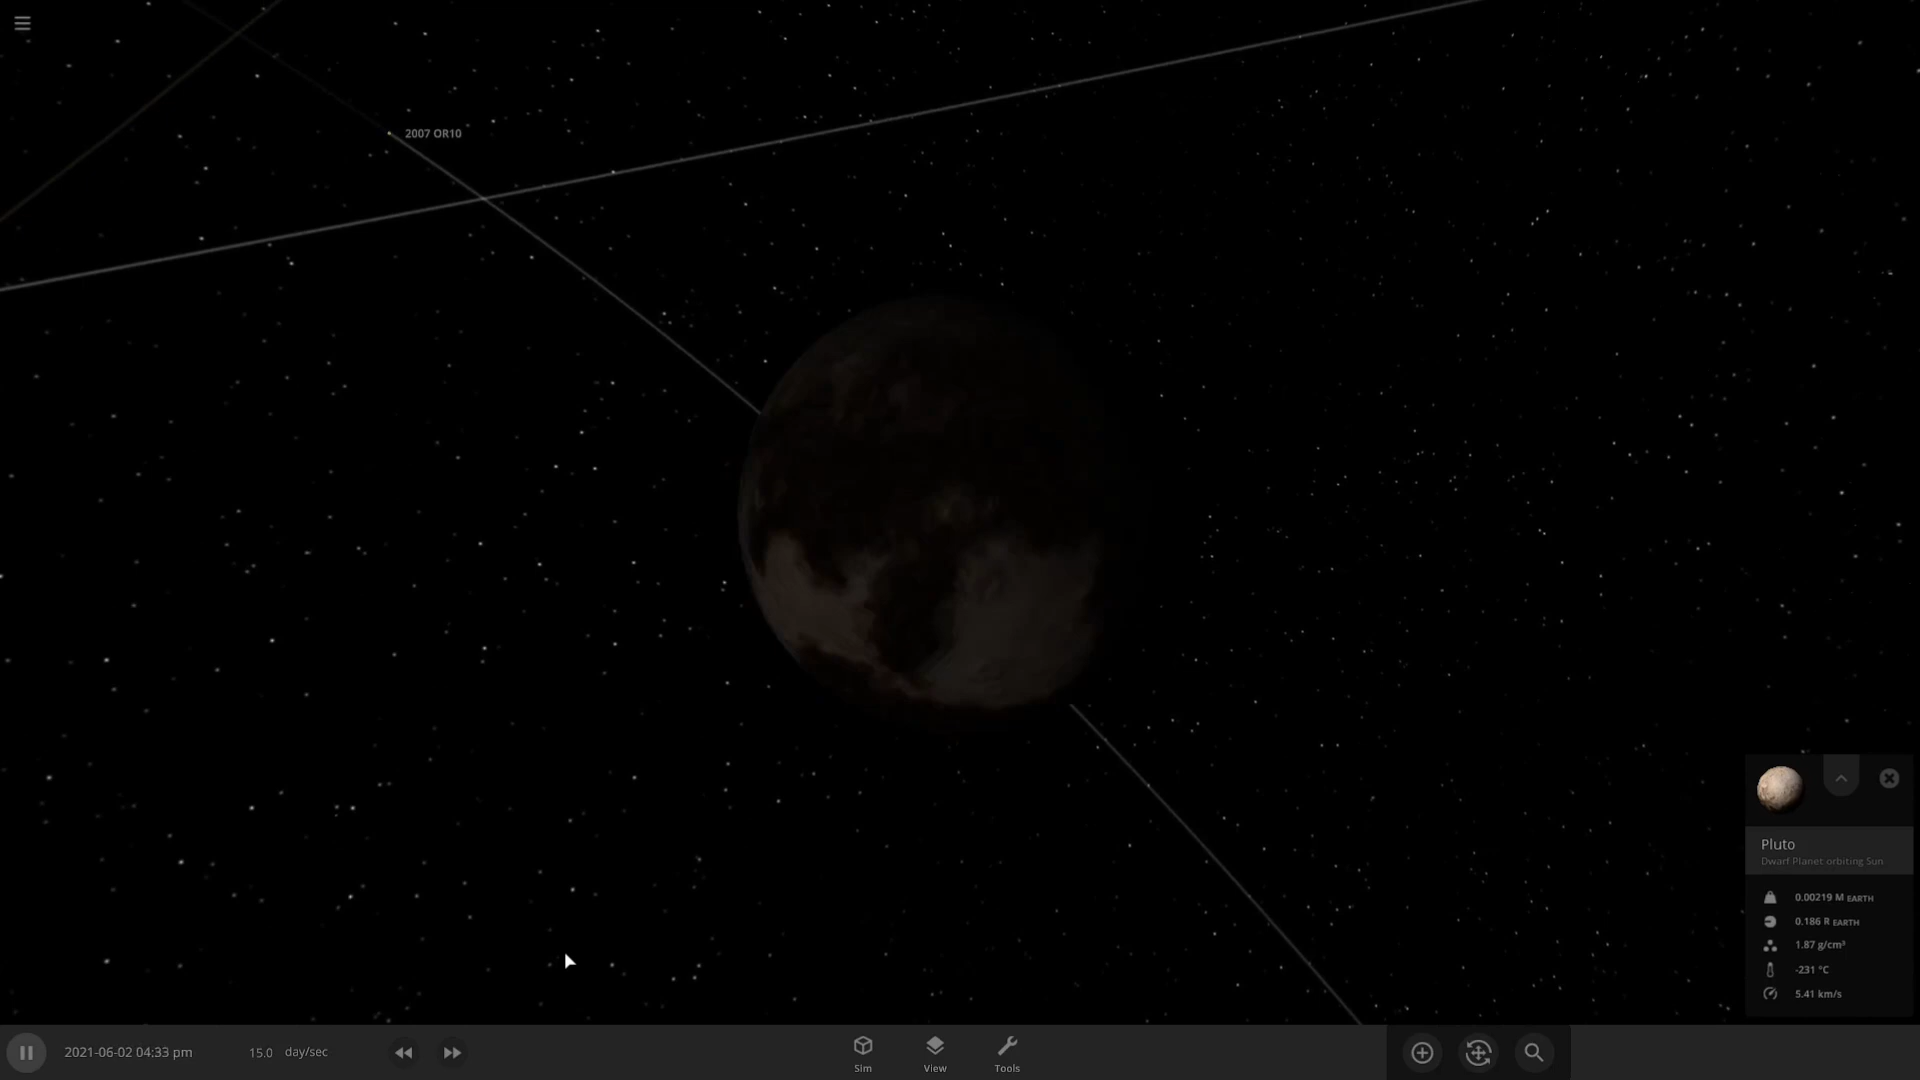 2007 OR10
Pluto
Dwarf Planet orbiting Sun
0.00219 M EARTH
0.186 R EARTH
1.87 g/cm³
-231 °C
5.41 km/s
2021-06-02 04:33 pm
15.0 day/sec
Sim
View
Tools